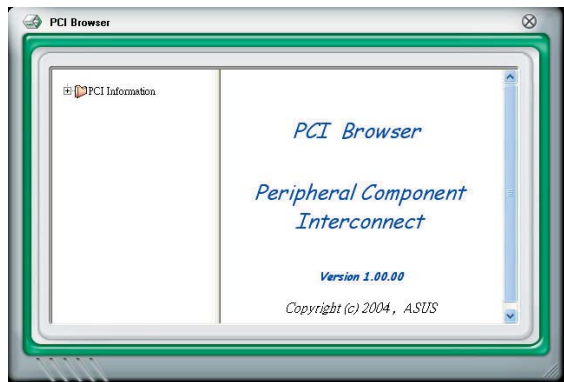 PCI Browser
PCI Information
PCI Browser
Peripheral Component
Interconnect
Version 1.00.00
Copyright (c) 2004, ASUS